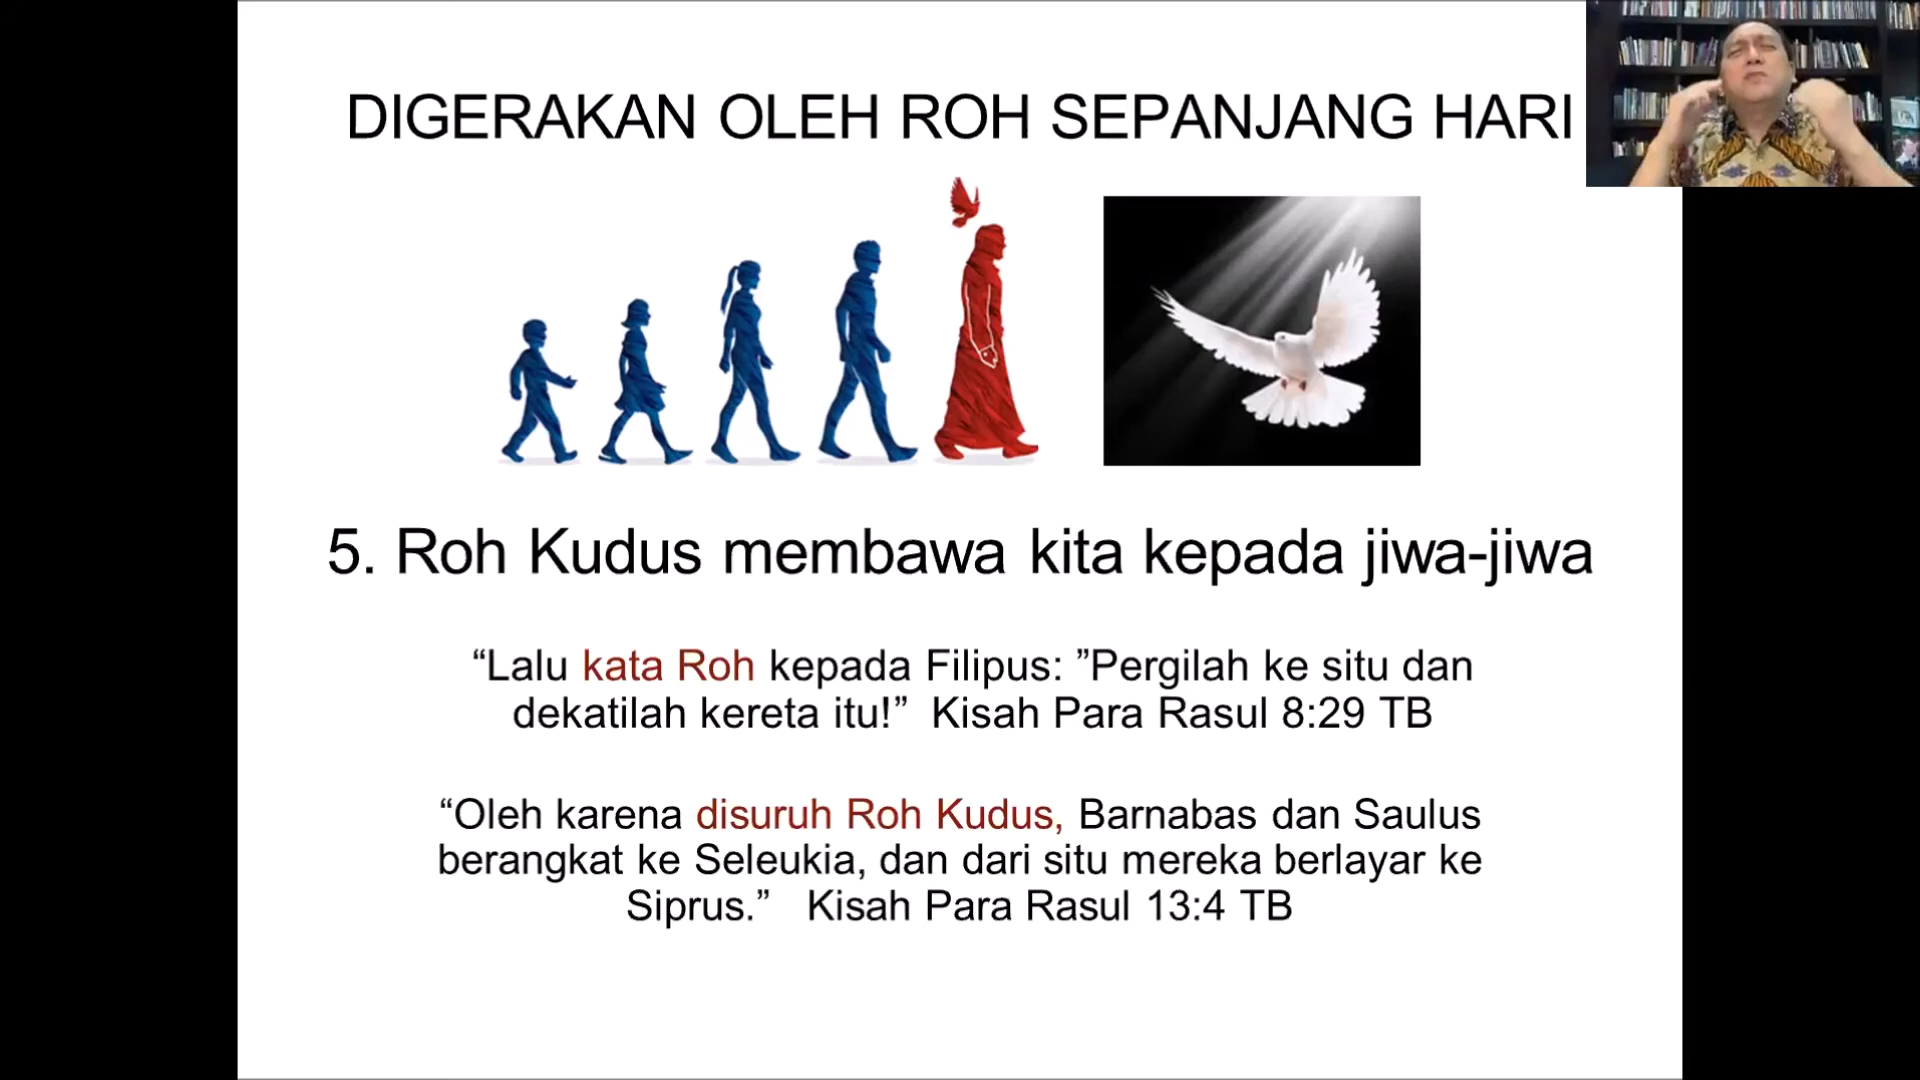 DIGERAKAN OLEH ROH SEPANJANG HARI
5. Roh Kudus membawa kita kepada jiwa-jiwa
“Lalu kata Roh kepada Filipus: ”Pergilah ke situ dan
dekatilah kereta itu!” Kisah Para Rasul 8:29 TB
“Oleh karena disuruh Roh Kudus, Barnabas dan Saulus
berangkat ke Seleukia, dan dari situ mereka berlayar ke
Siprus.” Kisah Para Rasul 13:4 TB